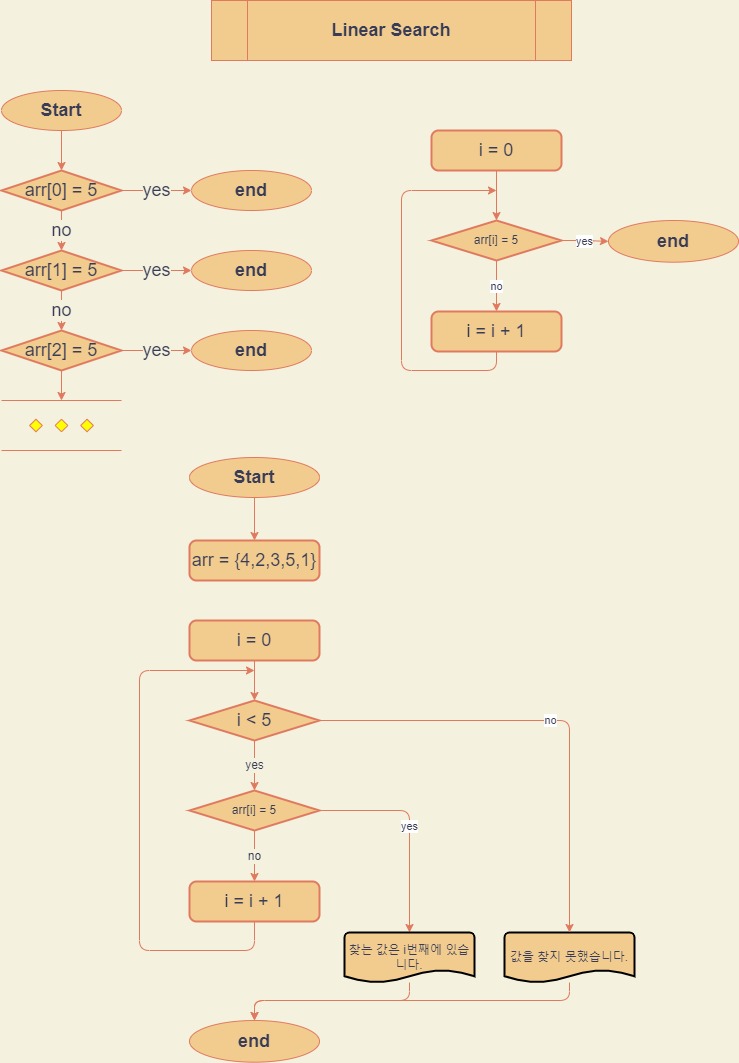 Linear Search
Start
arr[0] = 5
yes
end
no
arr[1] = 5
yes
end
no
arr[2] = 5
yes
end
i = 0
arr[i] = 5
yes
end
no
i = i + 1
Start
arr = {4,2,3,5,1}
i = 0
i < 5
no
yes
arr[i] = 5
yes
no
i = i + 1
찾는 값은 i번째에 있습
니다.
값을 찾지 못했습니다.
end